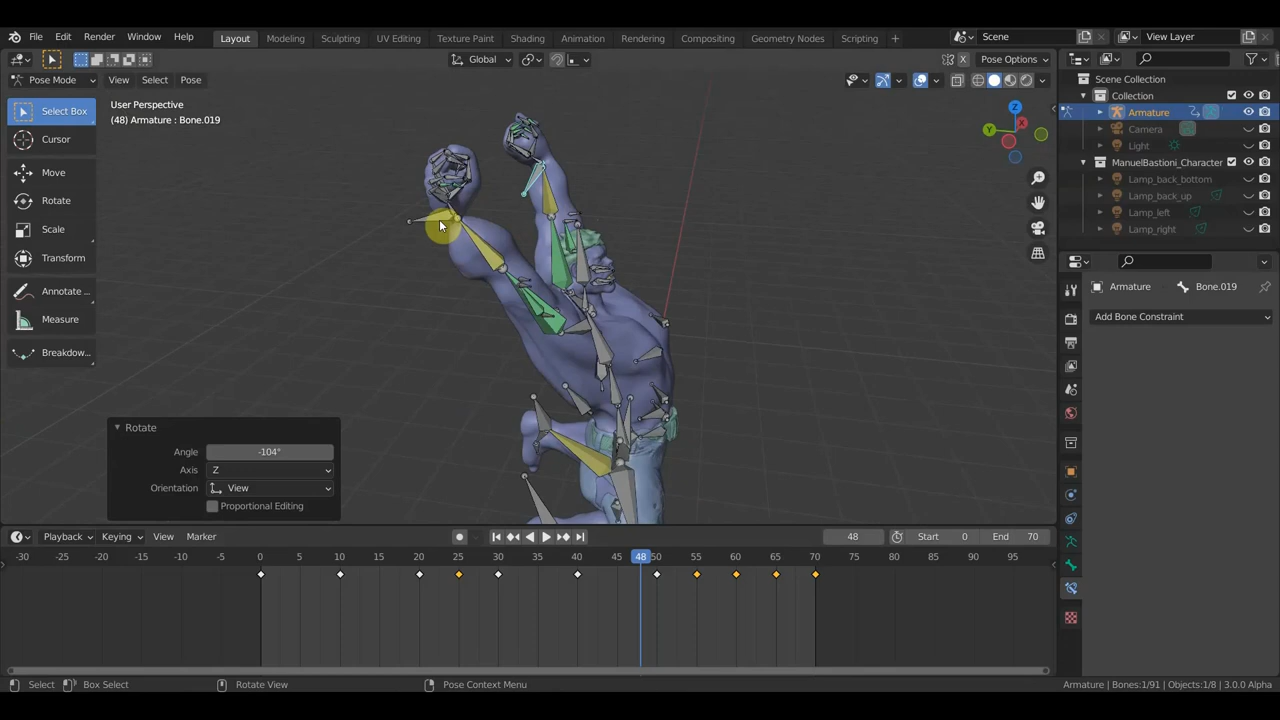 File Edit Render Window Help Layout Modeling Sculpting UV Editing Texture Paint Shading Animation Rendering Compositing Geometry Nodes Scripting + Scene View Layer
Global Pose Options
Pose Mode View Select Pose
Scene Collection
Collection
Armature
Camera
Light
ManuelBastioni_Character
Lamp_back_bottom
Lamp_back_up
Lamp_left
Lamp_right
Select Box
Cursor
Move
Rotate
Scale
Transform
Annotate ...
Measure
Breakdow...
User Perspective
(48) Armature : Bone.019
Z
Y
X
Armature Bone.019
Add Bone Constraint
Rotate
Angle -104°
Axis Z
Orientation View
Proportional Editing
Playback Keying View Marker 48 Start 0 End 70
-30 -25 -20 -15 -10 -5 0 5 10 15 20 25 30 35 40 45 48 50 55 60 65 70 75 80 85 90 95
Select Box Select Rotate View Pose Context Menu Armature | Bones:1/91 | Objects:1/8 | 3.0.0 Alpha